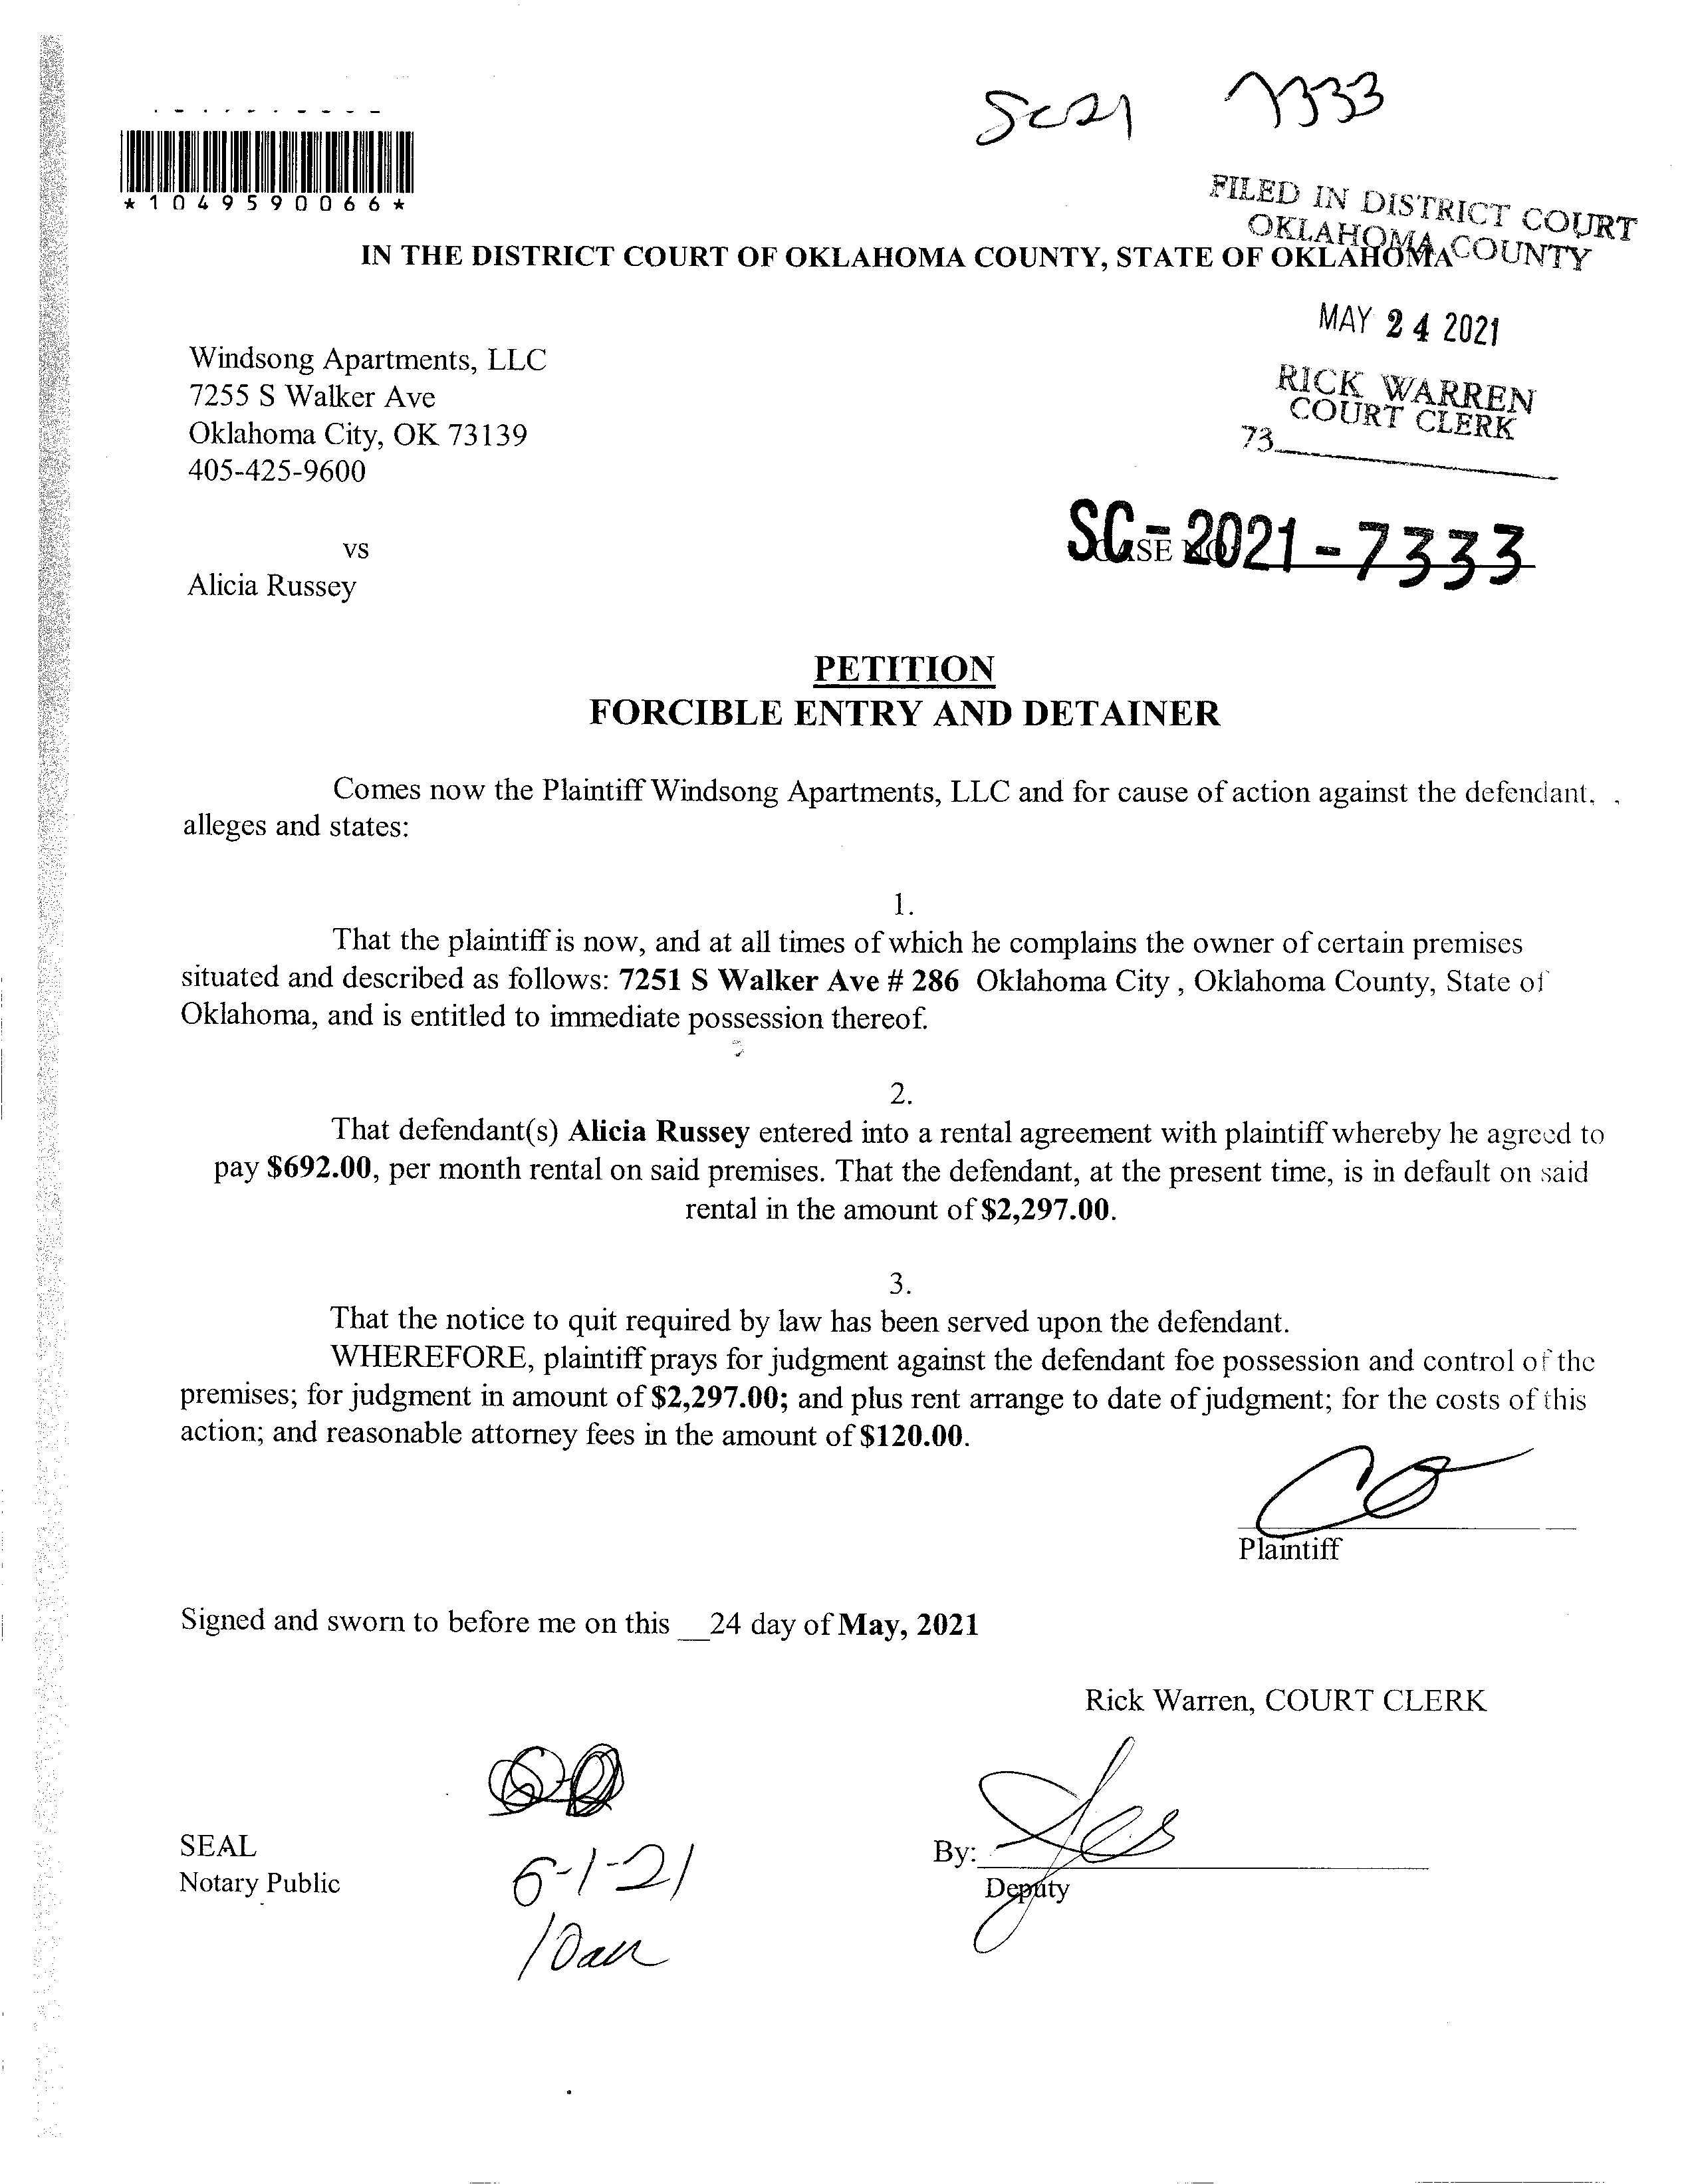 SC21 7333
*1049590066*
FILED IN DISTRICT COURT
OKLAHOMA COUNTY
IN THE DISTRICT COURT OF OKLAHOMA COUNTY, STATE OF OKLAHOMA
MAY 24 2021
Windsong Apartments, LLC
7255 S Walker Ave
Oklahoma City, OK 73139
405-425-9600
RICK WARREN
COURT CLERK
73
SC-2021-7333
CASE NO.
vs
Alicia Russey
PETITION
FORCIBLE ENTRY AND DETAINER
Comes now the Plaintiff Windsong Apartments, LLC and for cause of action against the defendant, ,
alleges and states:
1.
That the plaintiff is now, and at all times of which he complains the owner of certain premises
situated and described as follows: 7251 S Walker Ave # 286 Oklahoma City , Oklahoma County, State of
Oklahoma, and is entitled to immediate possession thereof.
2.
That defendant(s) Alicia Russey entered into a rental agreement with plaintiff whereby he agreed to
pay $692.00, per month rental on said premises. That the defendant, at the present time, is in default on said
rental in the amount of $2,297.00.
3.
That the notice to quit required by law has been served upon the defendant.
WHEREFORE, plaintiff prays for judgment against the defendant foe possession and control of the
premises; for judgment in amount of $2,297.00; and plus rent arrange to date of judgment; for the costs of this
action; and reasonable attorney fees in the amount of $120.00.
Plaintiff
Signed and sworn to before me on this __24 day of May, 2021
Rick Warren, COURT CLERK
SEAL
Notary Public
6-1-21
10am
By:
Deputy